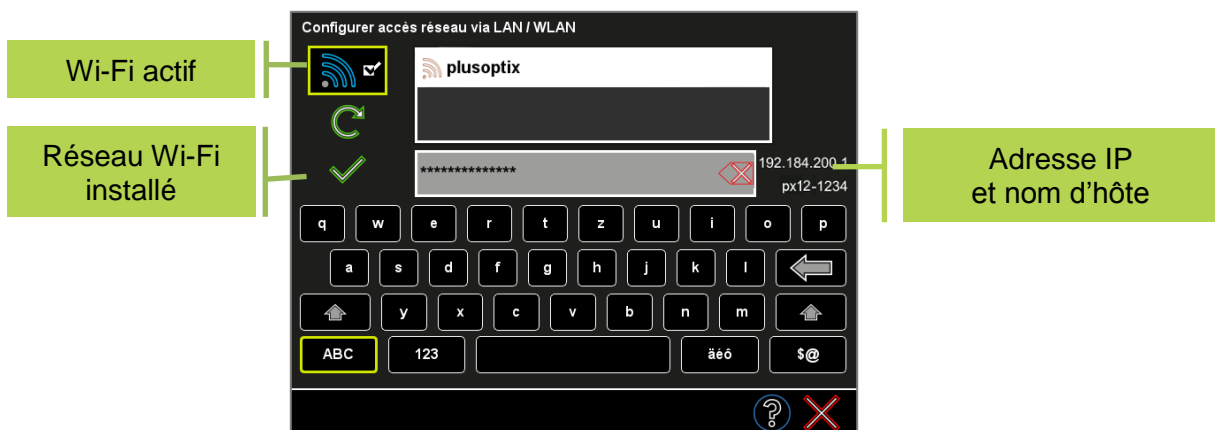 Configurer accès réseau via LAN / WLAN
Wi-Fi actif
plusoptix
Réseau Wi-Fi
installé
**************
192.184.200.1
px12-1234
Adresse IP
et nom d’hôte
q w e r t z u i o p
a s d f g h j k l
y x c v b n m
ABC 123 äéô $@
?